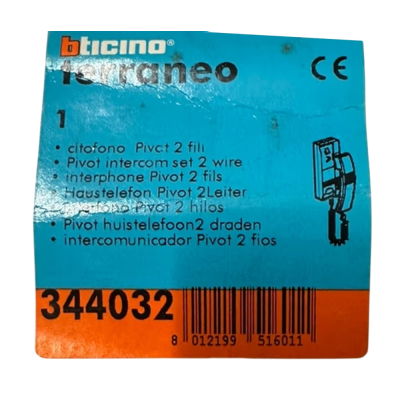 bticino®
terraneo
CE
1
• citofono Pivot 2 fili
• Pivot intercom set 2 wire
• interphone Pivot 2 fils
• Haustelefon Pivot 2Leiter
Pivot 2 hilos
• Pivot huistelefoon2 draden
• intercomunicador Pivot 2 fios
344032
8 012199 516011